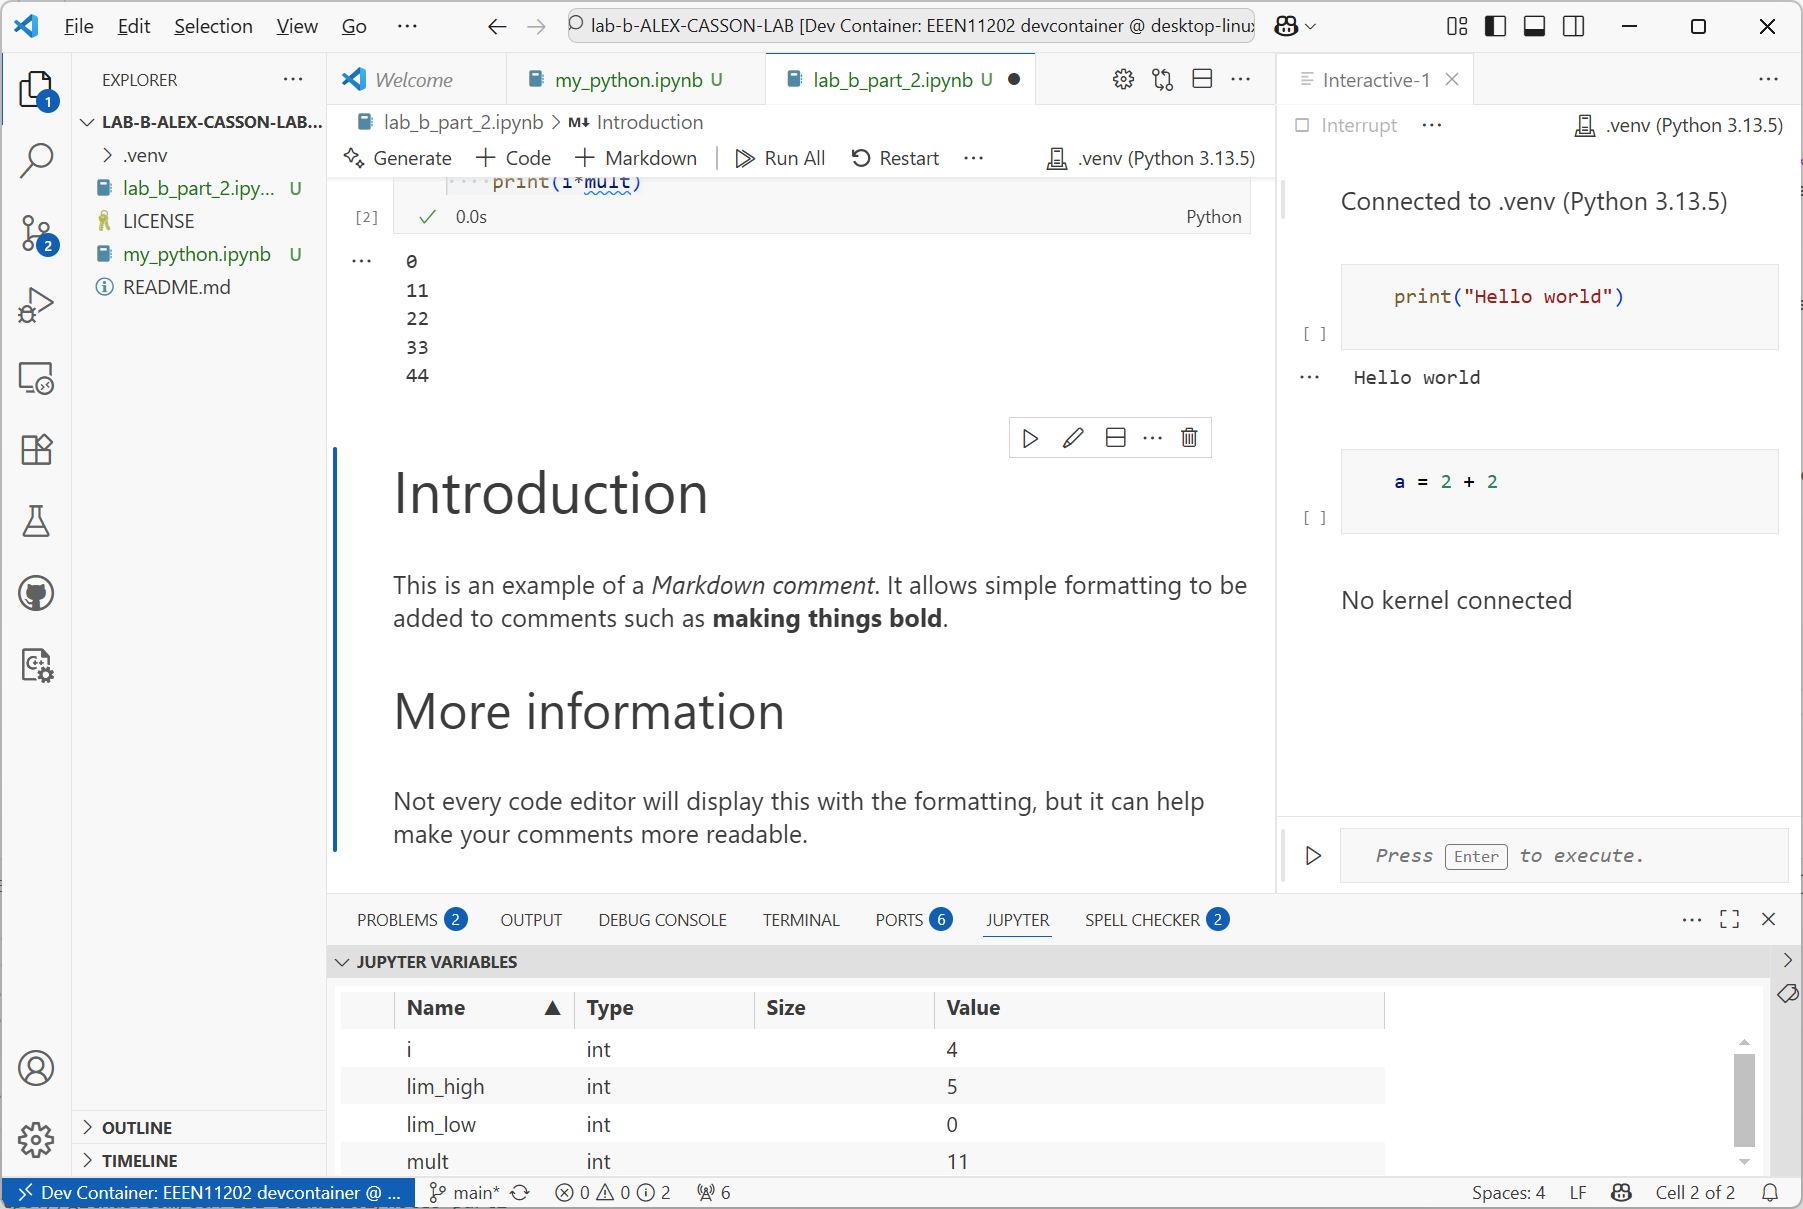 File Edit Selection View Go ···
lab-b-ALEX-CASSON-LAB [Dev Container: EEEN11202 devcontainer @ desktop-linux
EXPLORER ···
LAB-B-ALEX-CASSON-LAB...
.venv
lab_b_part_2.ipy... U
LICENSE
my_python.ipynb U
README.md
OUTLINE
TIMELINE
1
2
Welcome
my_python.ipynb U
lab_b_part_2.ipynb U
lab_b_part_2.ipynb > M↓ Introduction
Generate + Code + Markdown | Run All Restart ··· .venv (Python 3.13.5)
print(i*mult)
[2] 0.0s Python
0
11
22
33
44
Introduction
This is an example of a Markdown comment. It allows simple formatting to be
added to comments such as making things bold.
More information
Not every code editor will display this with the formatting, but it can help
make your comments more readable.
Interactive-1
Interrupt ··· .venv (Python 3.13.5)
Connected to .venv (Python 3.13.5)
print("Hello world")
[ ]
Hello world
a = 2 + 2
[ ]
No kernel connected
Press Enter to execute.
PROBLEMS 2 OUTPUT DEBUG CONSOLE TERMINAL PORTS 6 JUPYTER SPELL CHECKER 2
JUPYTER VARIABLES
Name Type Size Value
i int 4
lim_high int 5
lim_low int 0
mult int 11
Dev Container: EEEN11202 devcontainer @ ... main* 0 0 2 6 Spaces: 4 LF Cell 2 of 2